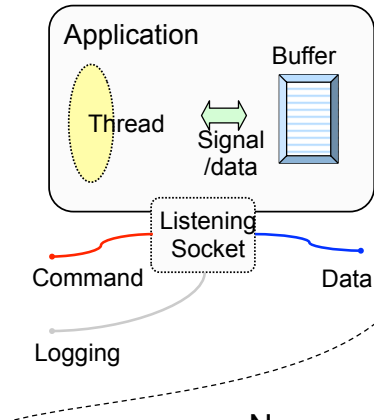 Application
Buffer
Thread
Signal
/data
Listening
Socket
Command
Data
Logging